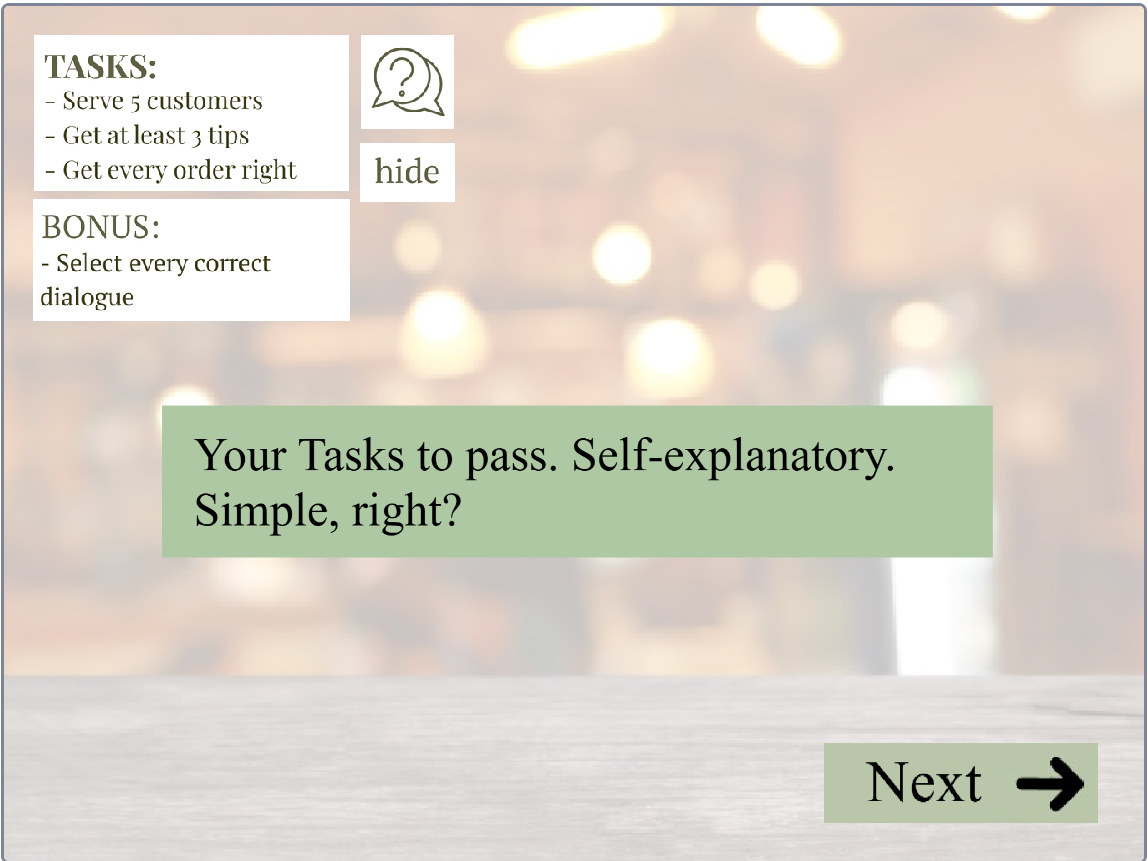 TASKS:
- Serve 5 customers
- Get at least 3 tips
- Get every order right
?
hide
BONUS:
- Select every correct
dialogue
Your Tasks to pass. Self-explanatory.
Simple, right?
Next